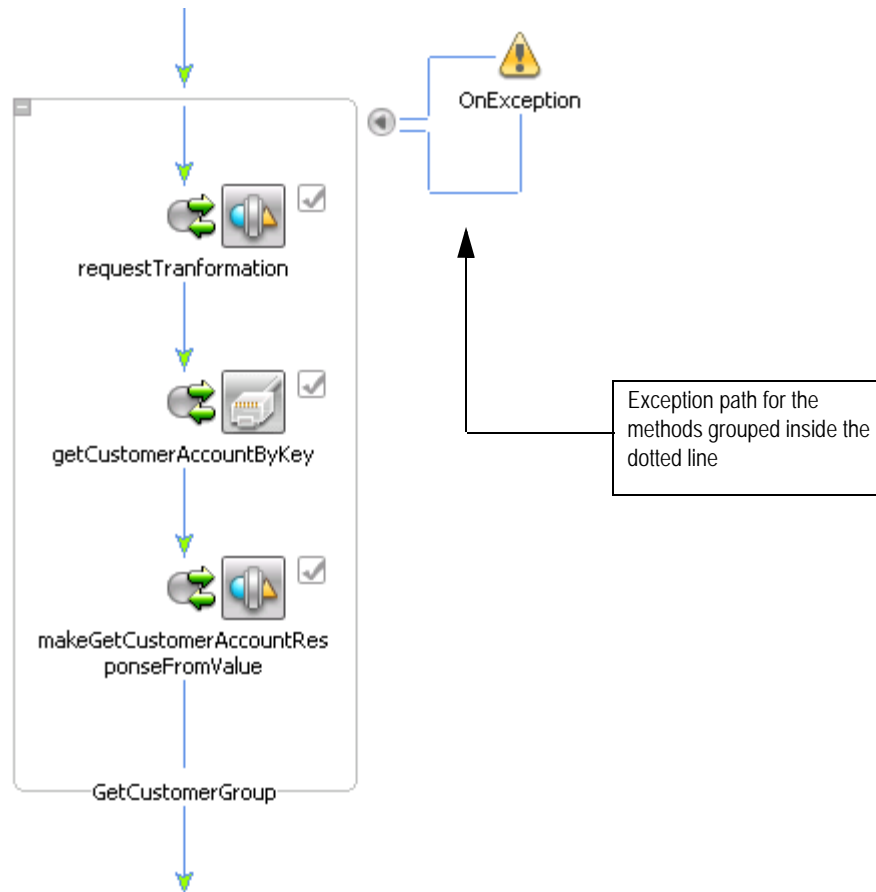 OnException
requestTranformation
getCustomerAccountByKey
Exception path for the
methods grouped inside the
dotted line
makeGetCustomerAccountRes
ponseFromValue
GetCustomerGroup